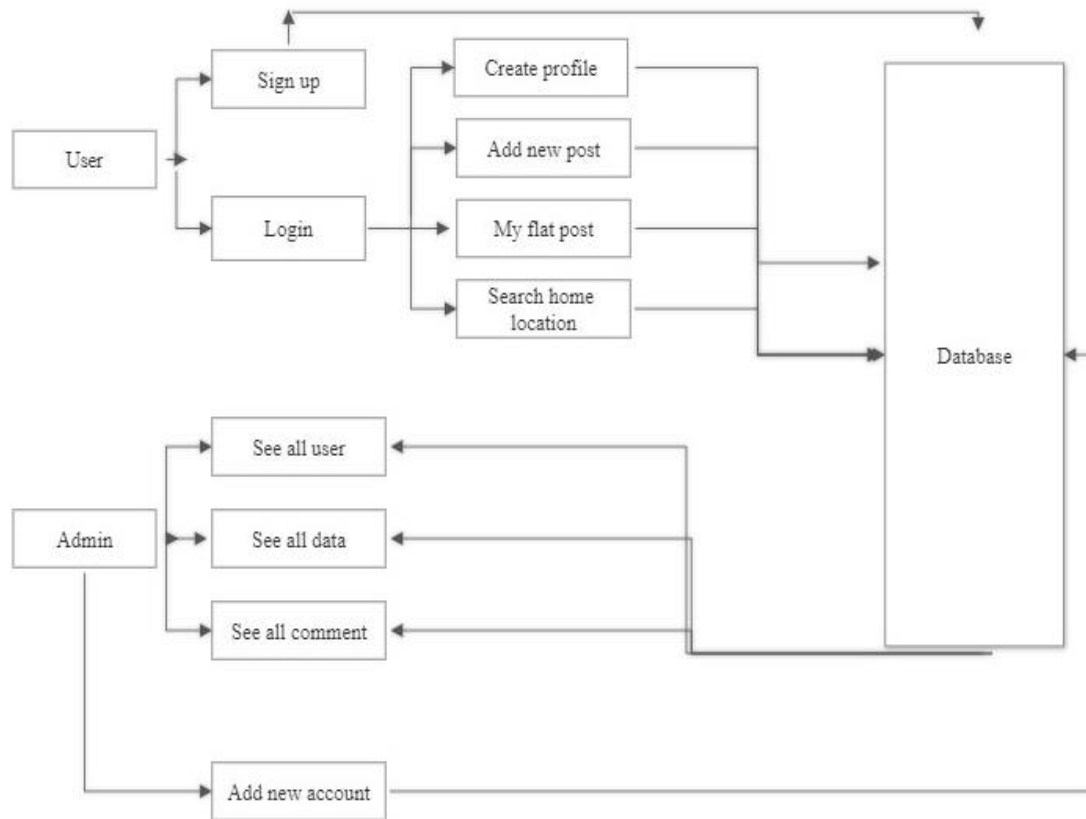 Sign up
Create profile
User
Add new post
Login
My flat post
Search home
location
Database
See all user
Admin
See all data
See all comment
Add new account